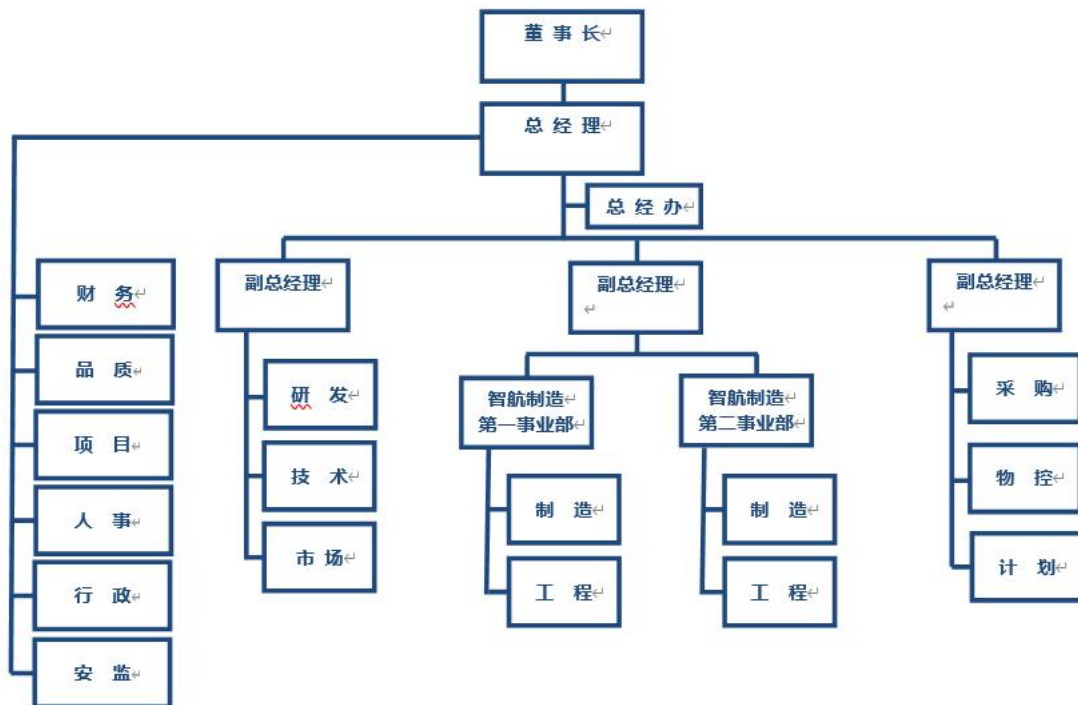 董事长
总经理
总经办
财务
品质
项目
人事
行政
安监
副总经理
研发
技术
市场
副总经理
智航制造
第一事业部
制造
工程
智航制造
第二事业部
制造
工程
副总经理
采购
物控
计划